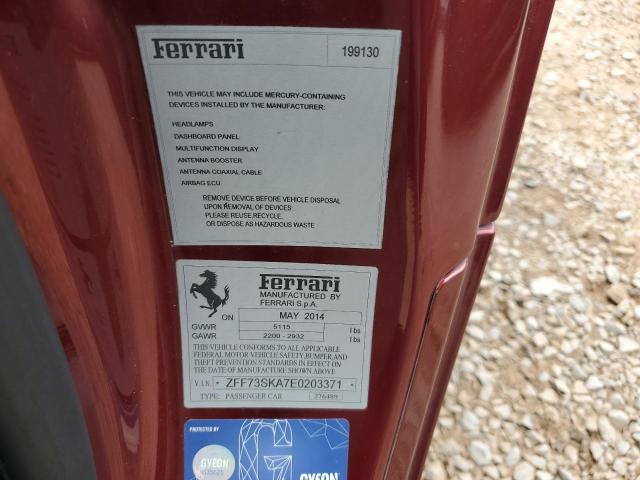 Ferrari
199130
THIS VEHICLE MAY INCLUDE MERCURY-CONTAINING
DEVICES INSTALLED BY THE MANUFACTURER:
HEADLAMPS
DASHBOARD PANEL
MULTIFUNCTION DISPLAY
ANTENNA BOOSTER
ANTENNA COAXIAL CABLE
AIRBAG ECU
REMOVE DEVICE BEFORE VEHICLE DISPOSAL
UPON REMOVAL OF DEVICES:
PLEASE REUSE,RECYCLE,
OR DISPOSE AS HAZARDOUS WASTE
Ferrari
MANUFACTURED BY
FERRARI S.p.A.
ON MAY 2014
GVWR 5115 lbs
GAWR 2200 - 2932 lbs
THIS VEHICLE CONFORMS TO ALL APPLICABLE
FEDERAL MOTOR VEHICLE SAFETY, BUMPER, AND
THEFT PREVENTION STANDARDS IN EFFECT ON
THE DATE OF MANUFACTURE SHOWN ABOVE
V.I.N. * ZFF73SKA7E0203371 *
TYPE: PASSENGER CAR 276489
PROTECTED BY
GYEON
GYEON